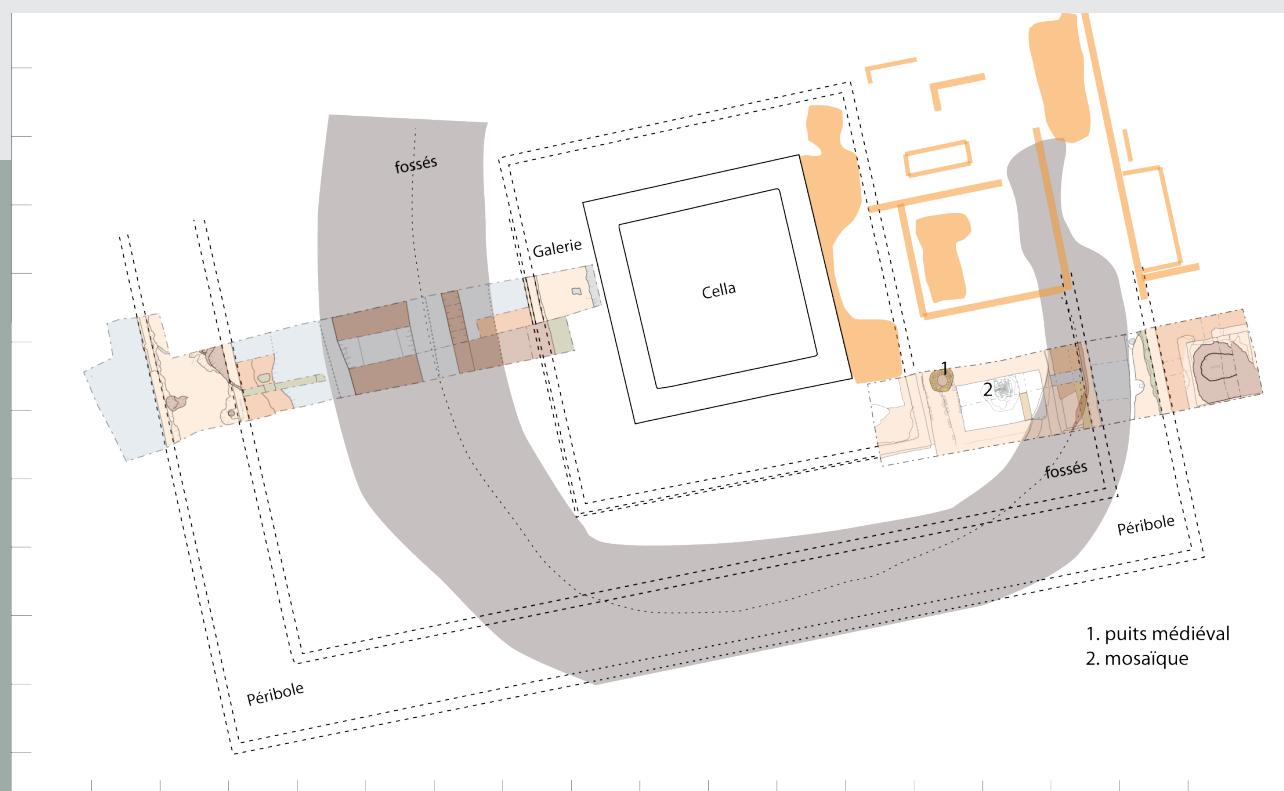 fossés
Galerie
Cella
1
2
fossés
Péribole
Péribole
1. puits médiéval
2. mosaïque